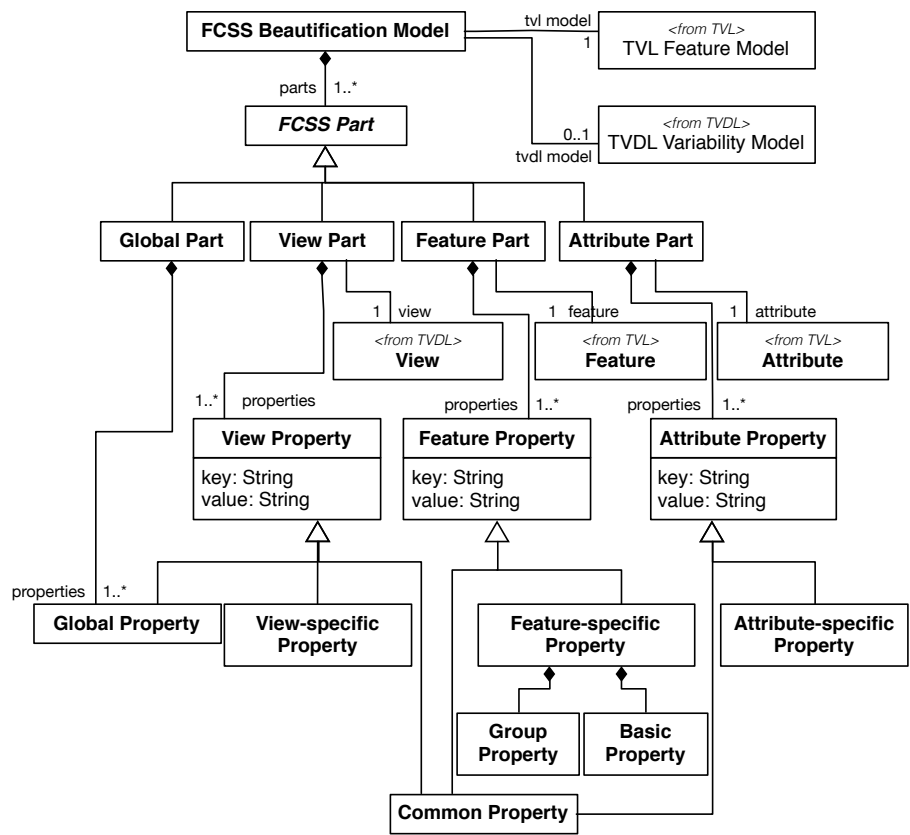 FCSS Beautification Model
tvl model
1
<from TVL>
TVL Feature Model
parts 1..*
FCSS Part
0..1
tvdl model
<from TVDL>
TVDL Variability Model
Global Part
View Part
Feature Part
Attribute Part
1 view
<from TVDL>
View
1 feature
<from TVL>
Feature
1 attribute
<from TVL>
Attribute
1..* properties
properties 1..*
properties 1..*
View Property
key: String
value: String
Feature Property
key: String
value: String
Attribute Property
key: String
value: String
properties 1..*
Global Property
View-specific
Property
Feature-specific
Property
Attribute-specific
Property
Group
Property
Basic
Property
Common Property